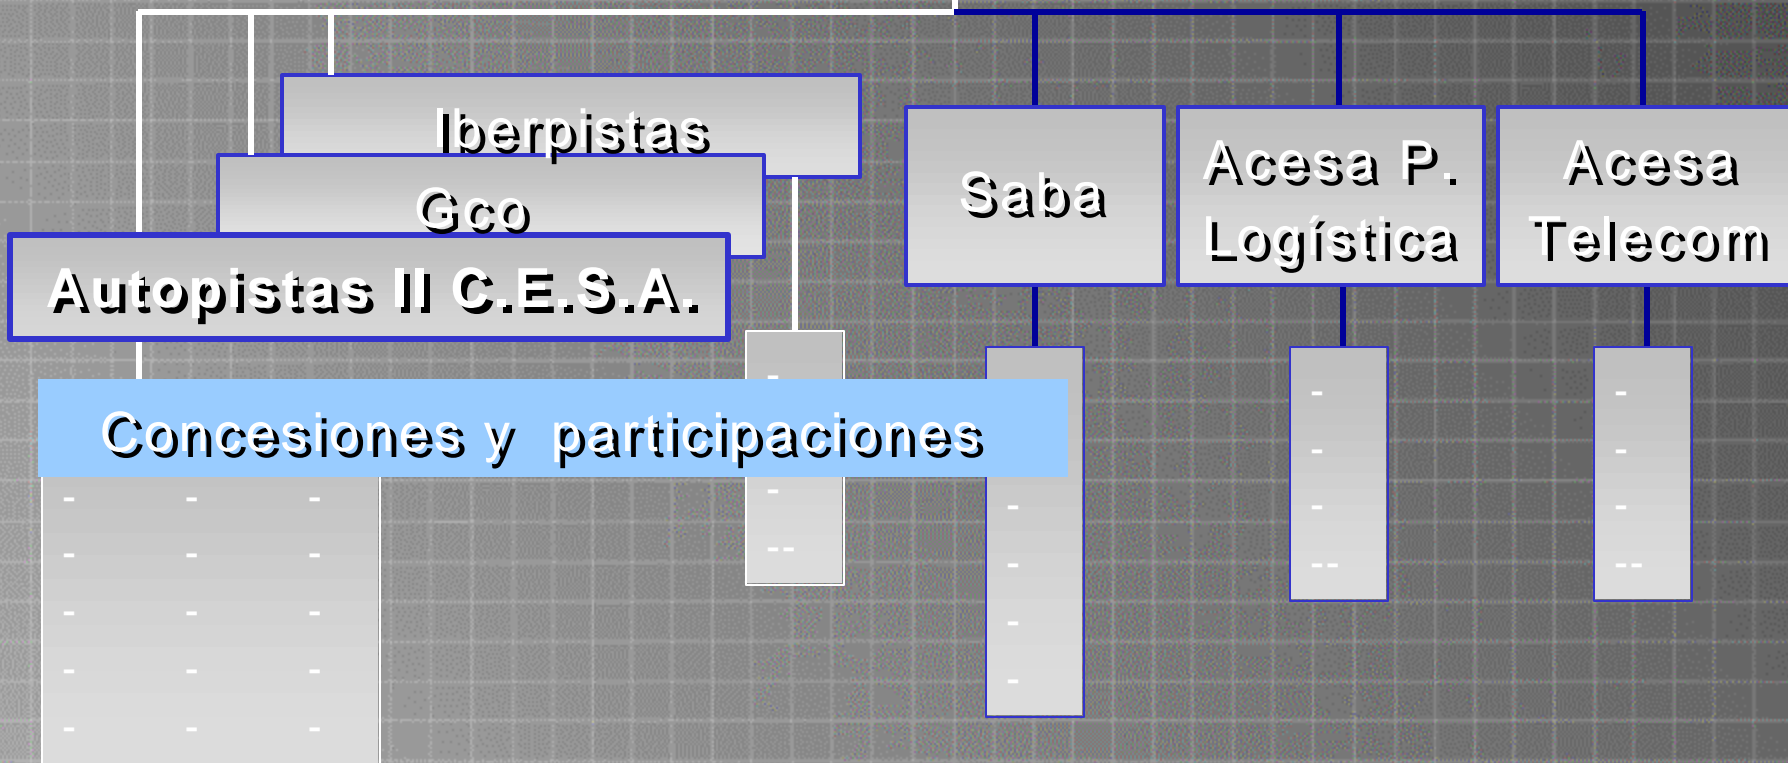 Iberpistas
Gco
Autopistas II C.E.S.A.
Saba
Acesa P.
Logística
Acesa
Telecom
Concesiones y participaciones
-
-
--
- - -
- - -
- - -
- - -
- - -
-
-
-
-
-
-
-
--
-
-
-
--